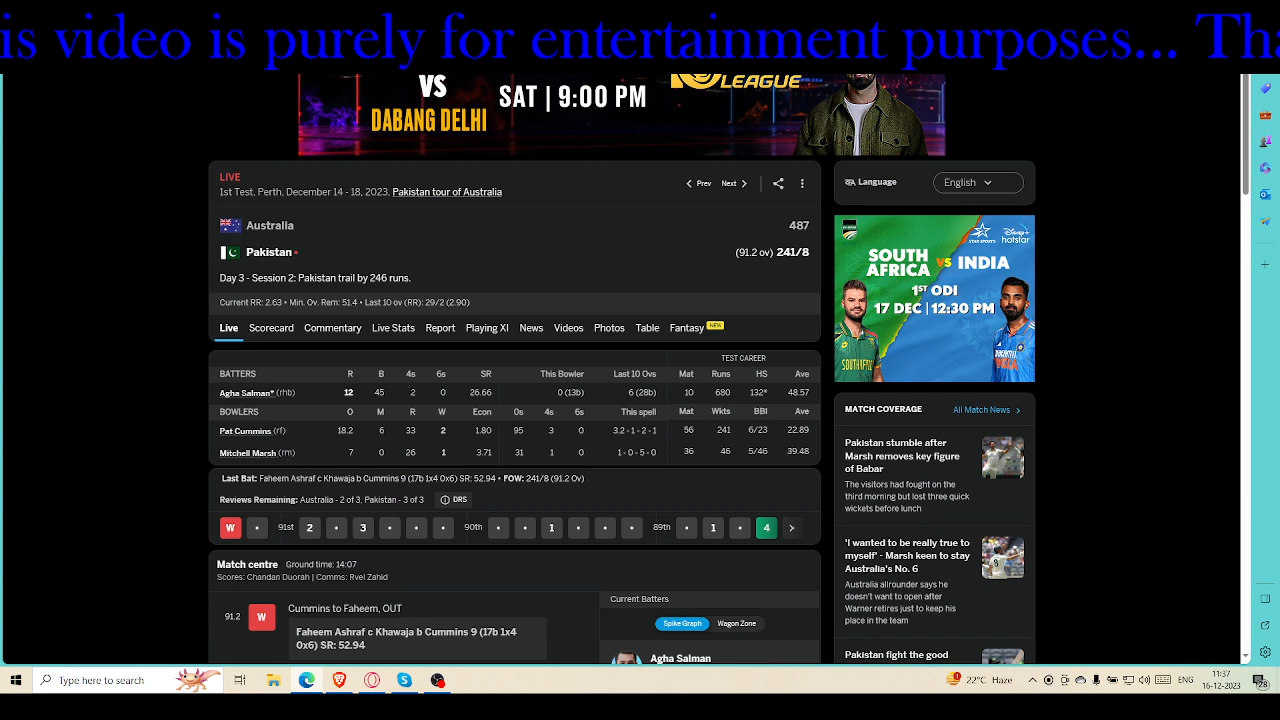 is video is purely for entertainment purposes... Tha
VS
DABANG DELHI
SAT | 9:00 PM
LEAGUE
LIVE
1st Test, Perth, December 14 - 18, 2023, Pakistan tour of Australia
Prev Next
Australia 487
Pakistan (91.2 ov) 241/8
Day 3 - Session 2: Pakistan trail by 246 runs.
Current RR: 2.63 • Min. Ov. Rem: 51.4 • Last 10 ov (RR): 29/2 (2.90)
Live Scorecard Commentary Live Stats Report Playing XI News Videos Photos Table Fantasy NEW
TEST CAREER
BATTERS R B 4s 6s SR This Bowler Last 10 Ovs Mat Runs HS Ave
Agha Salman* (rhb) 12 45 2 0 26.66 0 (13b) 6 (28b) 10 680 132* 48.57
BOWLERS O M R W Econ 0s 4s 6s This spell Mat Wkts BBI Ave
Pat Cummins (rf) 18.2 6 33 2 1.80 95 3 0 3.2 - 1 - 2 - 1 56 241 6/23 22.89
Mitchell Marsh (rm) 7 0 26 1 3.71 31 1 0 1 - 0 - 5 - 0 36 46 5/46 39.48
Last Bat: Faheem Ashraf c Khawaja b Cummins 9 (17b 1x4 0x6) SR: 52.94 • FOW: 241/8 (91.2 Ov)
Reviews Remaining: Australia - 2 of 3, Pakistan - 3 of 3 DRS
W • 91st 2 • 3 • • • 90th • • 1 • • • 89th • 1 • 4
Match centre Ground time: 14:07
Scores: Chandan Duorah | Comms: Rvel Zahid
91.2 W Cummins to Faheem, OUT
Faheem Ashraf c Khawaja b Cummins 9 (17b 1x4
0x6) SR: 52.94
Current Batters
Spike Graph Wagon Zone
Agha Salman
Language English
STAR SPORTS Disney+ hotstar
SOUTH AFRICA VS INDIA
1ST ODI
17 DEC | 12:30 PM
MATCH COVERAGE All Match News
Pakistan stumble after
Marsh removes key figure
of Babar
The visitors had fought on the
third morning but lost three quick
wickets before lunch
'I wanted to be really true to
myself' - Marsh keen to stay
Australia's No. 6
Australia allrounder says he
doesn't want to open after
Warner retires just to keep his
place in the team
Pakistan fight the good
Type here to search
22°C Haze
ENG
11:37
16-12-2023
28